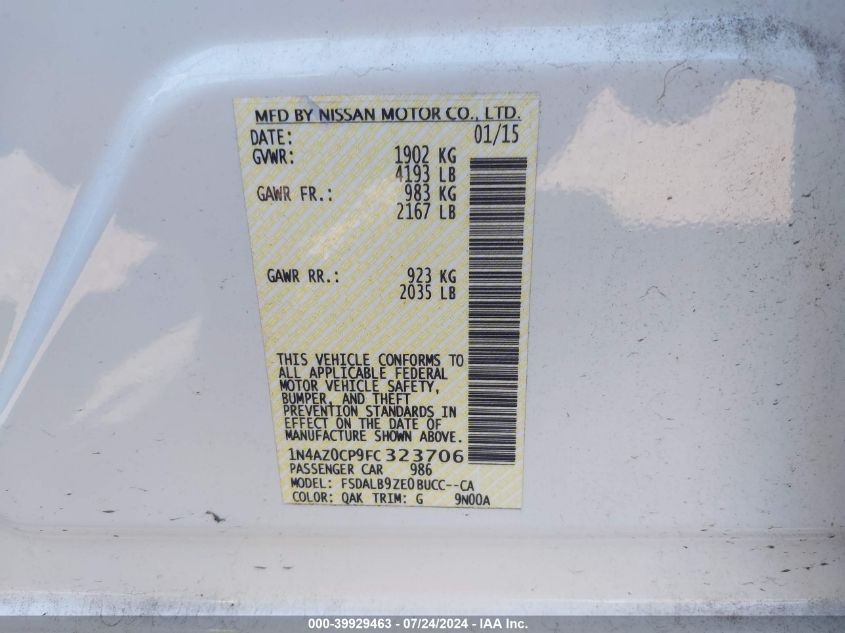 MFD BY NISSAN MOTOR CO., LTD.
DATE: 01/15
GVWR: 1902 KG
4193 LB
GAWR FR.: 983 KG
2167 LB
GAWR RR.: 923 KG
2035 LB
THIS VEHICLE CONFORMS TO
ALL APPLICABLE FEDERAL
MOTOR VEHICLE SAFETY,
BUMPER, AND THEFT
PREVENTION STANDARDS IN
EFFECT ON THE DATE OF
MANUFACTURE SHOWN ABOVE.
1N4AZ0CP9FC323706
PASSENGER CAR 986
MODEL: FSDALB9ZE0BUCC--CA
COLOR: QAK TRIM: G 9N00A
000-39929463 - 07/24/2024 - IAA Inc.